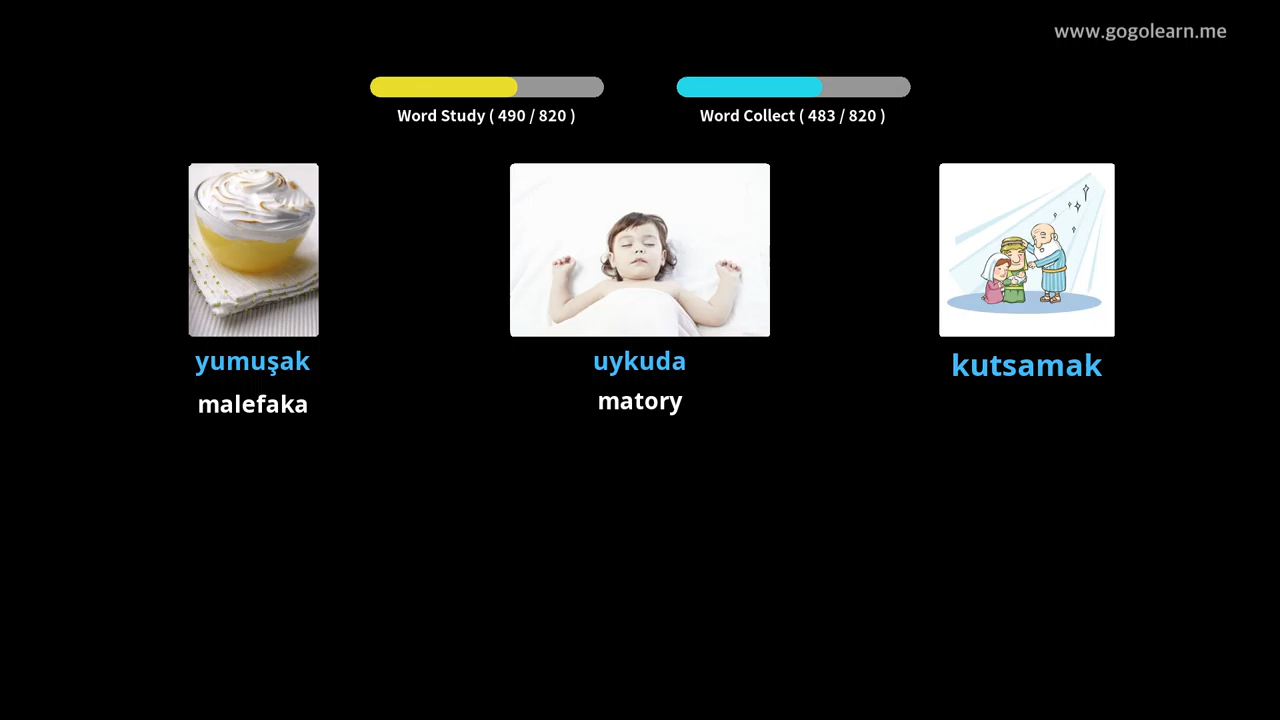 www.gogolearn.me
Word Study ( 490 / 820 )
Word Collect ( 483 / 820 )
yumuşak
malefaka
uykuda
matory
kutsamak